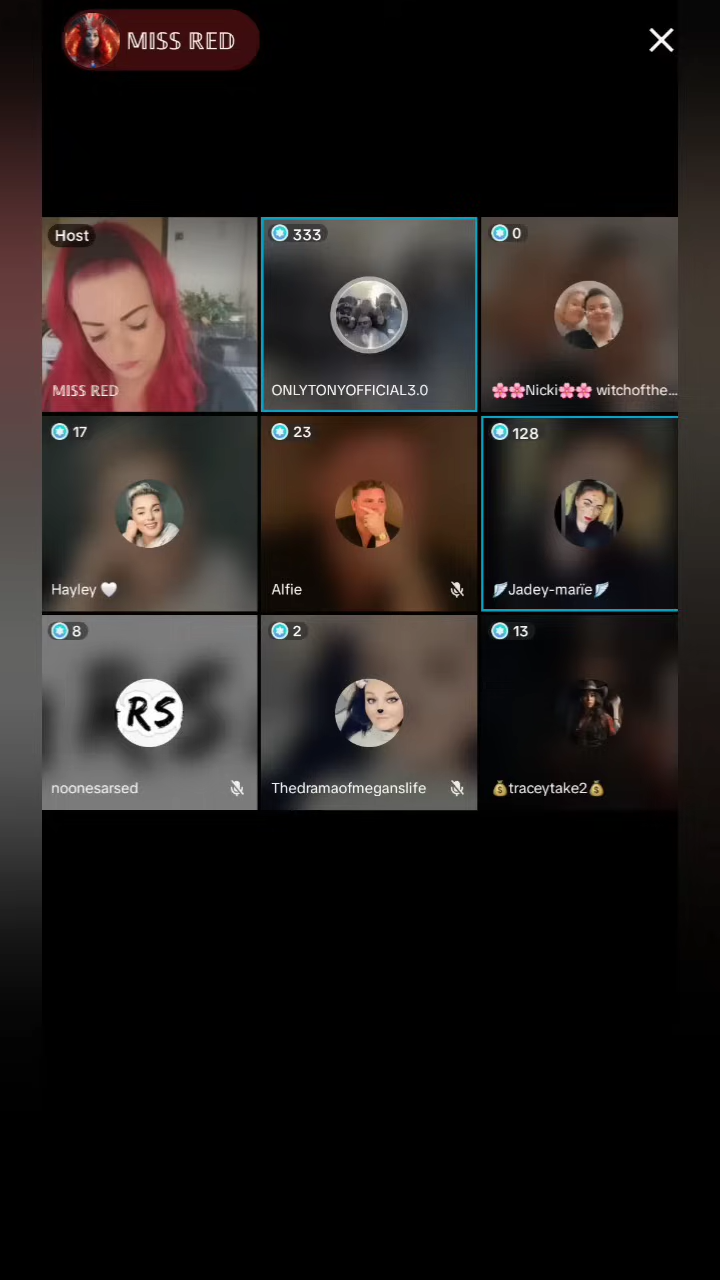 MISS RED
Host
333
0
MISS RED
ONLYTONYOFFICIAL3.0
🌸🌸Nicki🌸🌸 witchofthe...
17
23
128
Hayley 🤍
Alfie
🪽Jadey-marïe🪽
8
2
13
RS
noonesarsed
Thedramaofmeganslife
💰traceytake2💰